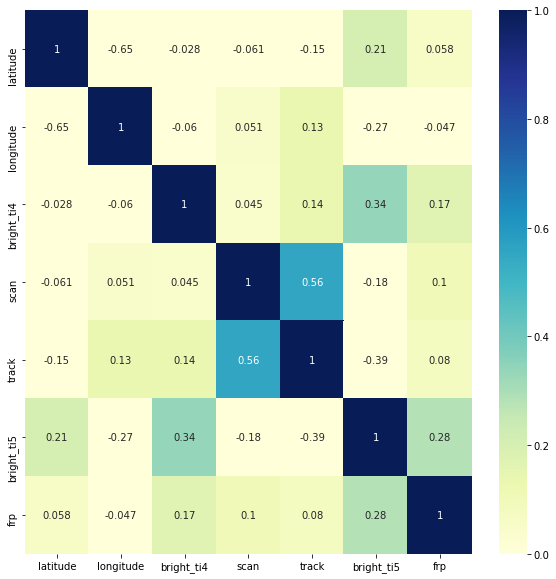 latitude 1 -0.65 -0.028 -0.061 -0.15 0.21 0.058
longitude -0.65 1 -0.06 0.051 0.13 -0.27 -0.047
bright_ti4 -0.028 -0.06 1 0.045 0.14 0.34 0.17
scan -0.061 0.051 0.045 1 0.56 -0.18 0.1
track -0.15 0.13 0.14 0.56 1 -0.39 0.08
bright_ti5 0.21 -0.27 0.34 -0.18 -0.39 1 0.28
frp 0.058 -0.047 0.17 0.1 0.08 0.28 1
latitude longitude bright_ti4 scan track bright_ti5 frp
1.0
0.8
0.6
0.4
0.2
0.0